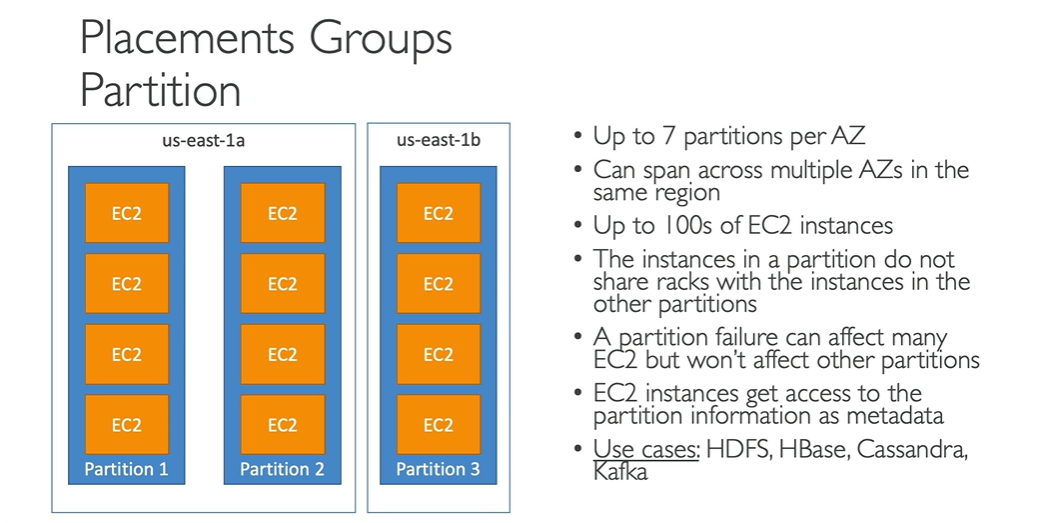 Placements Groups
Partition
us-east-1a
EC2
EC2
EC2
EC2
Partition 1
EC2
EC2
EC2
EC2
Partition 2
us-east-1b
EC2
EC2
EC2
EC2
Partition 3
• Up to 7 partitions per AZ
• Can span across multiple AZs in the
same region
• Up to 100s of EC2 instances
• The instances in a partition do not
share racks with the instances in the
other partitions
• A partition failure can affect many
EC2 but won’t affect other partitions
• EC2 instances get access to the
partition information as metadata
• Use cases: HDFS, HBase, Cassandra,
Kafka